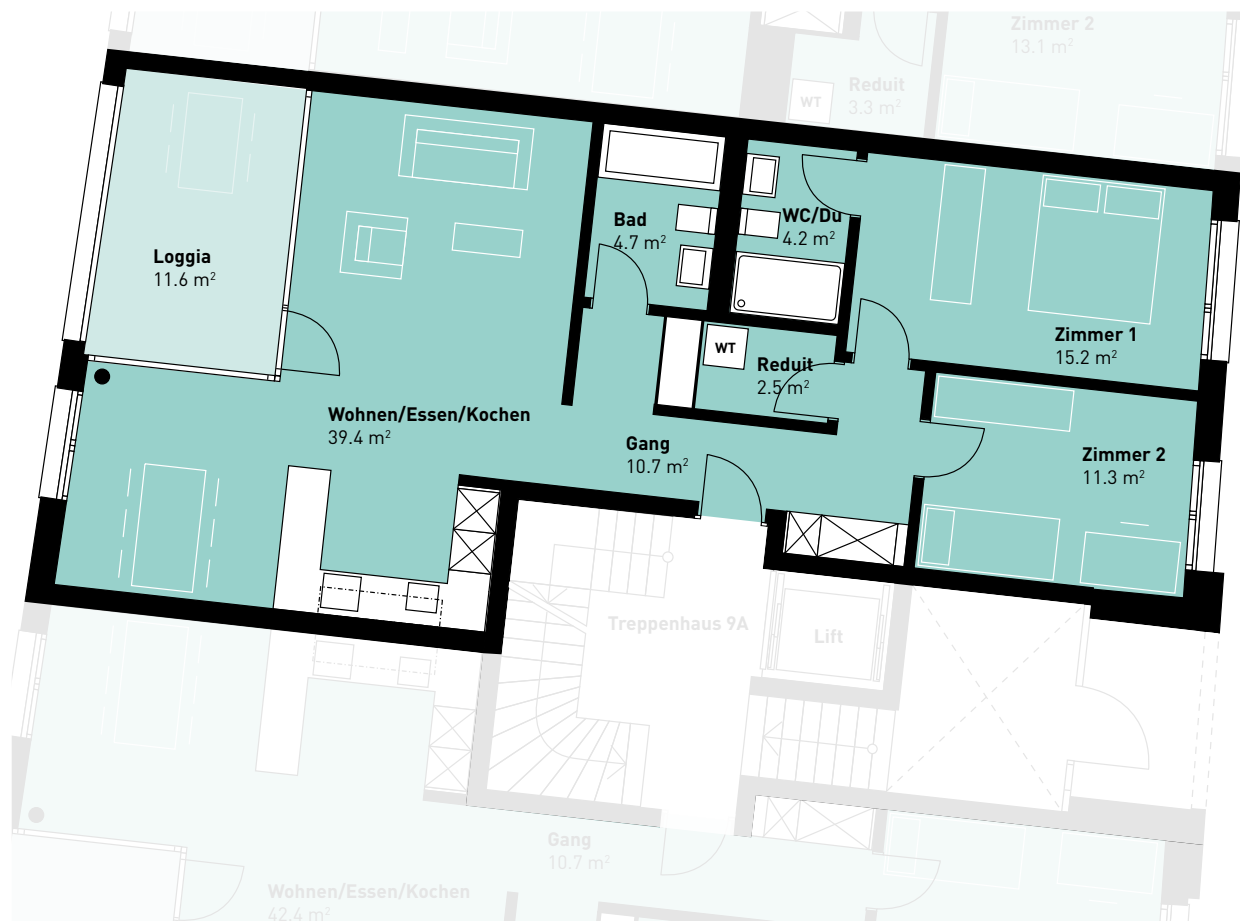 Zimmer 2
13.1 m²
Reduit
3.3 m²
WT
Loggia
11.6 m²
Bad
4.7 m²
WC/Du
4.2 m²
Zimmer 1
15.2 m²
WT
Reduit
2.5 m²
Wohnen/Essen/Kochen
39.4 m²
Gang
10.7 m²
Zimmer 2
11.3 m²
Treppenhaus 9A
Lift
Gang
10.7 m²
Wohnen/Essen/Kochen
42.4 m²